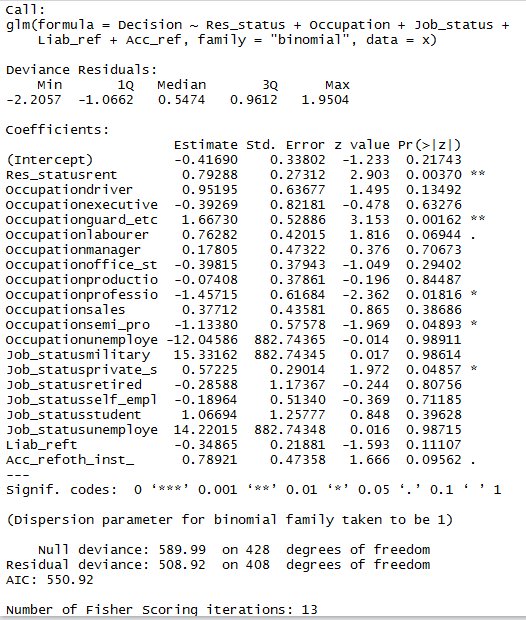 Call:
glm(formula = Decision ~ Res_status + Occupation + Job_status +
    Liab_ref + Acc_ref, family = "binomial", data = x)

Deviance Residuals:
    Min       1Q   Median       3Q      Max
-2.2057  -1.0662   0.5474   0.9612   1.9504

Coefficients:
                     Estimate Std. Error z value Pr(>|z|)
(Intercept)          -0.41690    0.33802  -1.233  0.21743
Res_statusrent        0.79288    0.27312   2.903  0.00370 **
Occupationdriver      0.95195    0.63677   1.495  0.13492
Occupationexecutive  -0.39269    0.82181  -0.478  0.63276
Occupationguard_etc   1.66730    0.52886   3.153  0.00162 **
Occupationlabourer    0.76282    0.42015   1.816  0.06944 .
Occupationmanager     0.17805    0.47322   0.376  0.70673
Occupationoffice_st  -0.39815    0.37943  -1.049  0.29402
Occupationproductio  -0.07408    0.37861  -0.196  0.84487
Occupationprofessio  -1.45715    0.61684  -2.362  0.01816 *
Occupationsales       0.37712    0.43581   0.865  0.38686
Occupationsemi_pro   -1.13380    0.57578  -1.969  0.04893 *
Occupationunemploye -12.04586  882.74365  -0.014  0.98911
Job_statusmilitary   15.33162  882.74345   0.017  0.98614
Job_statusprivate_s   0.57225    0.29014   1.972  0.04857 *
Job_statusretired    -0.28588    1.17367  -0.244  0.80756
Job_statusself_empl  -0.18964    0.51340  -0.369  0.71185
Job_statusstudent     1.06694    1.25777   0.848  0.39628
Job_statusunemploye  14.22015  882.74348   0.016  0.98715
Liab_reft            -0.34865    0.21881  -1.593  0.11107
Acc_refoth_inst_      0.78921    0.47358   1.666  0.09562 .
---
Signif. codes:  0 ‘***’ 0.001 ‘**’ 0.01 ‘*’ 0.05 ‘.’ 0.1 ‘ ’ 1

(Dispersion parameter for binomial family taken to be 1)

    Null deviance: 589.99  on 428  degrees of freedom
Residual deviance: 508.92  on 408  degrees of freedom
AIC: 550.92

Number of Fisher Scoring iterations: 13